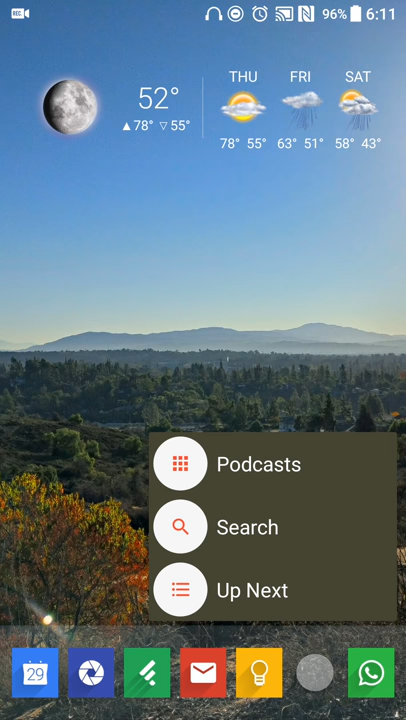 REC
N
96%
6:11
52°
▲78° ▽55°
THU
FRI
SAT
78° 55°
63° 51°
58° 43°
Podcasts
Search
Up Next
29